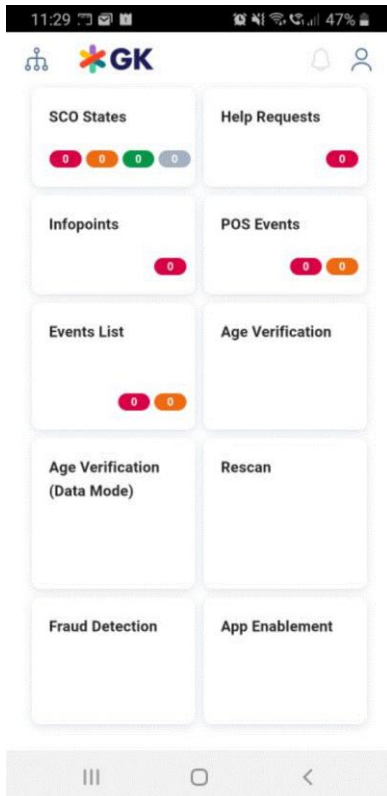 11:29 47%
GK
SCO States Help Requests
0 0 0 0 0
Infopoints POS Events
0 0 0
Events List Age Verification
0 0
Age Verification Rescan
(Data Mode)
Fraud Detection App Enablement